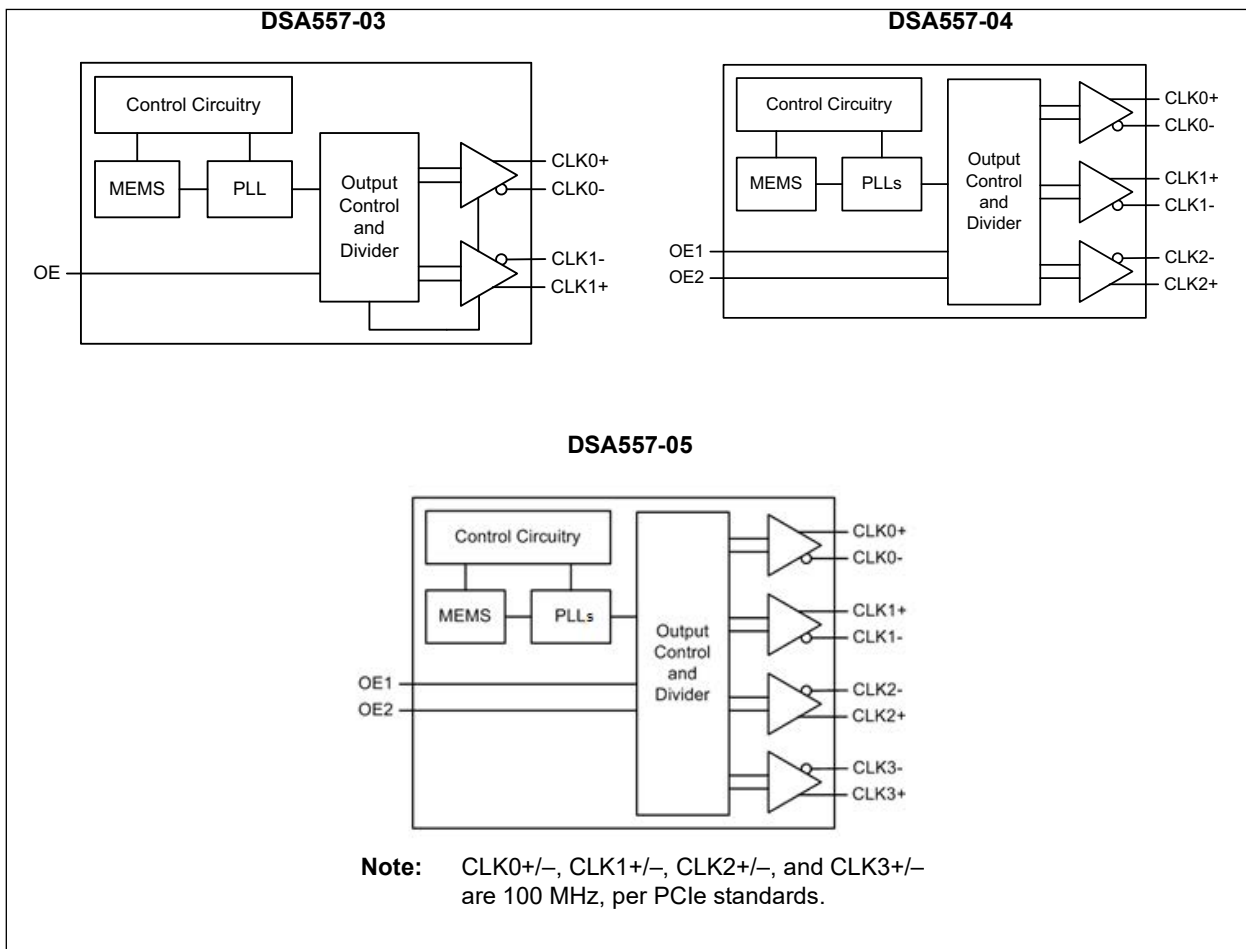 DSA557-03
Control Circuitry
MEMS
PLL
Output
Control
and
Divider
OE
CLK0+
CLK0-
CLK1-
CLK1+
DSA557-04
Control Circuitry
MEMS
PLLs
Output
Control
and
Divider
OE1
OE2
CLK0+
CLK0-
CLK1+
CLK1-
CLK2-
CLK2+
DSA557-05
Control Circuitry
MEMS
PLLs
Output
Control
and
Divider
OE1
OE2
CLK0+
CLK0-
CLK1+
CLK1-
CLK2-
CLK2+
CLK3-
CLK3+
Note: CLK0+/–, CLK1+/–, CLK2+/–, and CLK3+/–
are 100 MHz, per PCIe standards.